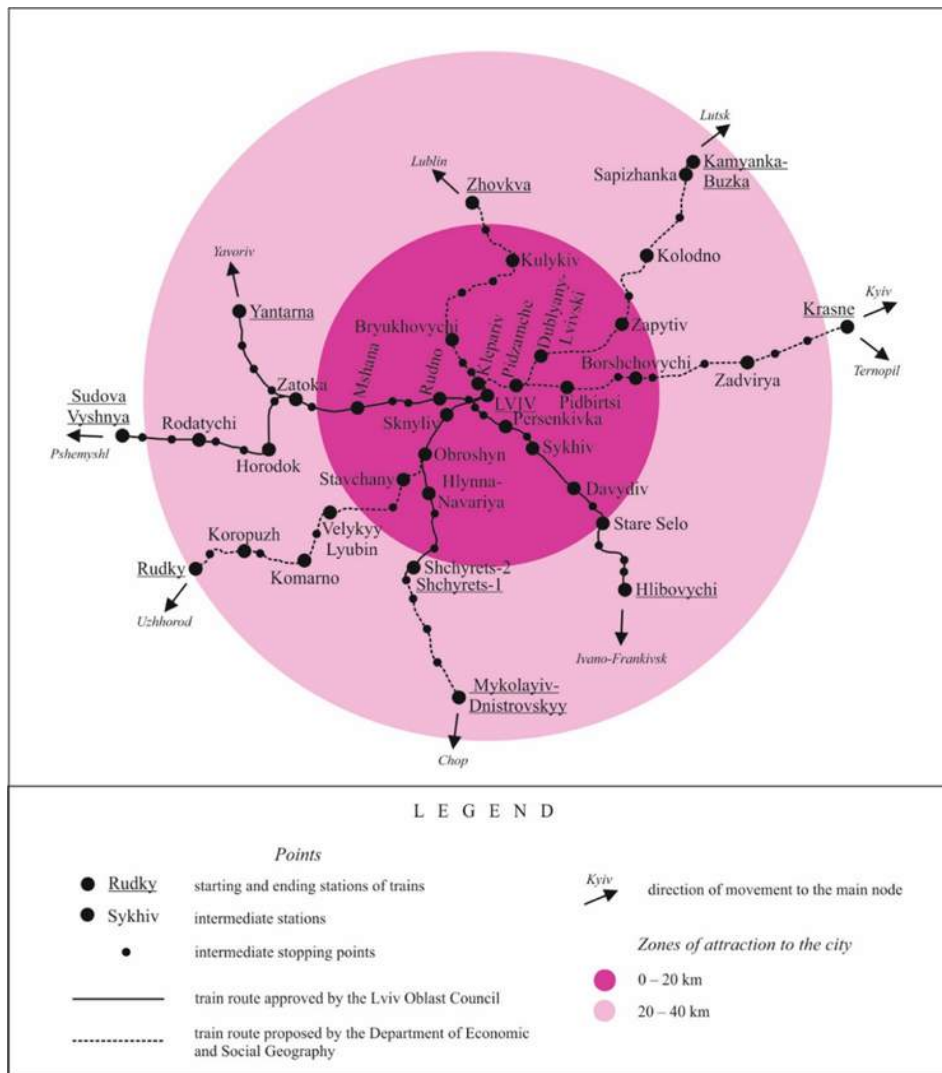 Lutsk
Kamyanka-
Buzka
Sapizhanka
Lublin
Zhovkva
Kolodno
Kulykiv
Yavoriv
Yantarna
Kyiv
Krasne
Ternopil
Bryukhovychi
Kleparіv
Pidzamche
Dublyany-
Lvivski
Zapytiv
Borshchovychi
Zadvirya
Mshana
Rudno
Zatoka
LVIV
Pidbirtsi
Sudova
Vyshnya
Pshemyshl
Rodatychi
Horodok
Sknyliv
Persenkivka
Sykhiv
Obroshyn
Stavchany
Hlynna-
Navariya
Davydiv
Stare Selo
Velykyy
Lyubin
Koropuzh
Komarno
Rudky
Uzhhorod
Shchyrets-2
Shchyrets-1
Hlibovychi
Ivano-Frankivsk
Mykolayiv-
Dnistrovskyy
Chop
L E G E N D
Points
Rudky starting and ending stations of trains
Sykhiv intermediate stations
intermediate stopping points
train route approved by the Lviv Oblast Council
train route proposed by the Department of Economic
and Social Geography
Kyiv direction of movement to the main node
Zones of attraction to the city
0 – 20 km
20 – 40 km